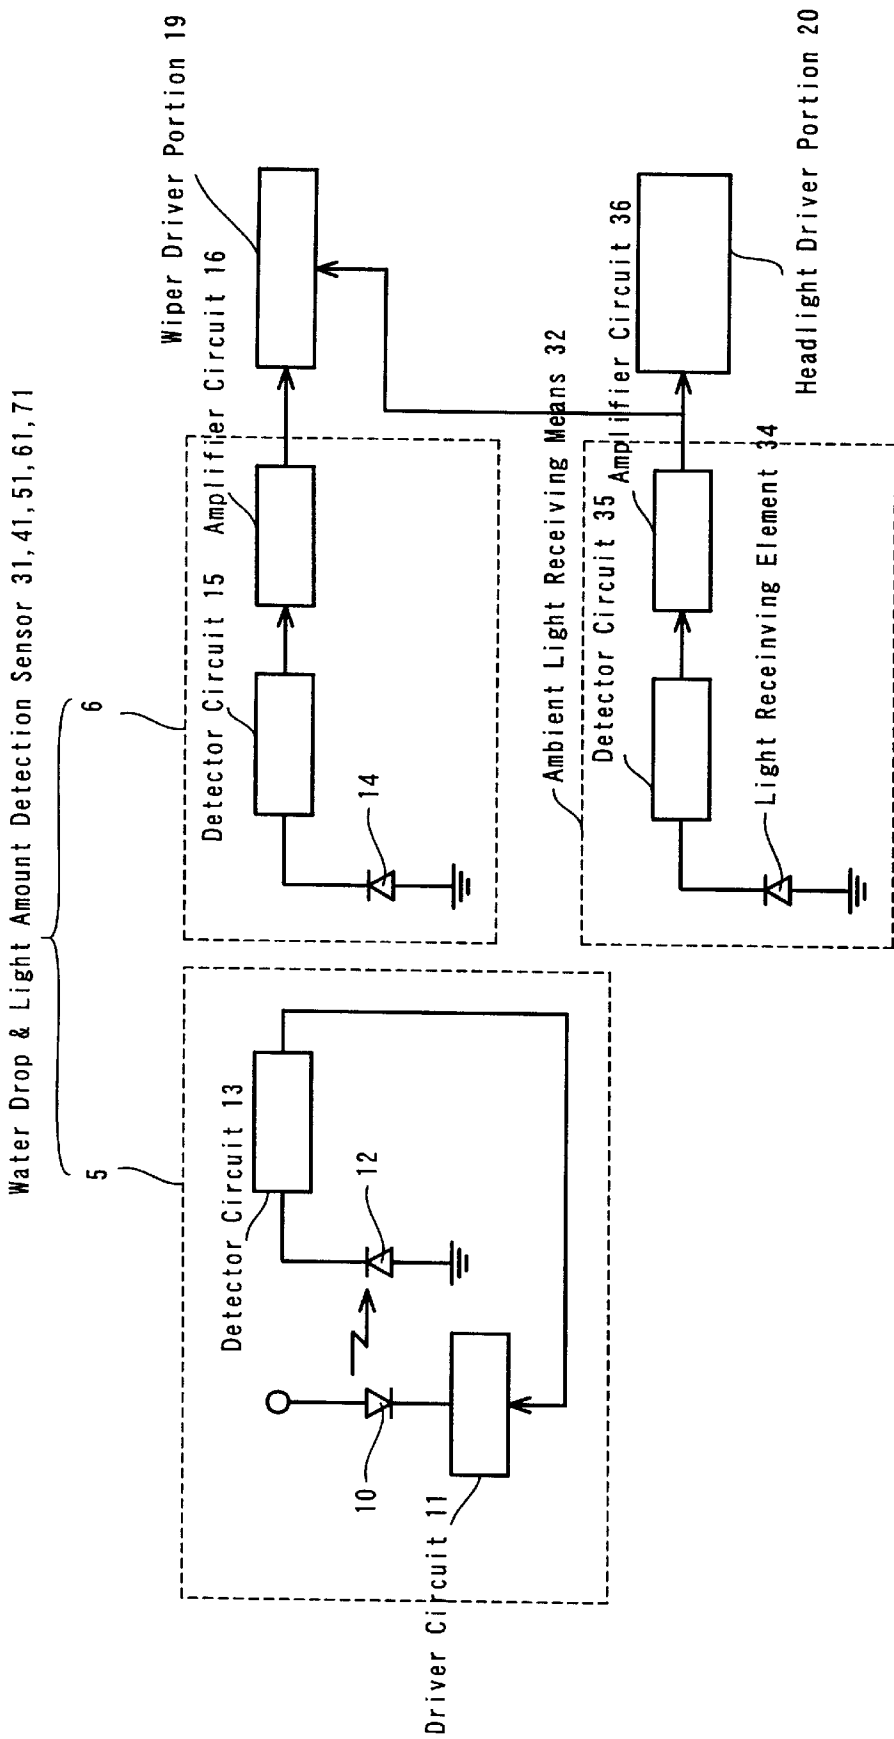 Water Drop & Light Amount Detection Sensor 31,41,51,61,71
5
6
Detector Circuit 13
12
10
Driver Circuit 11
Detector Circuit 15
Amplifier Circuit 16
14
Wiper Driver Portion 19
Ambient Light Receiving Means 32
Detector Circuit 35
Amplifier Circuit 36
Light Receinving Element 34
Headlight Driver Portion 20